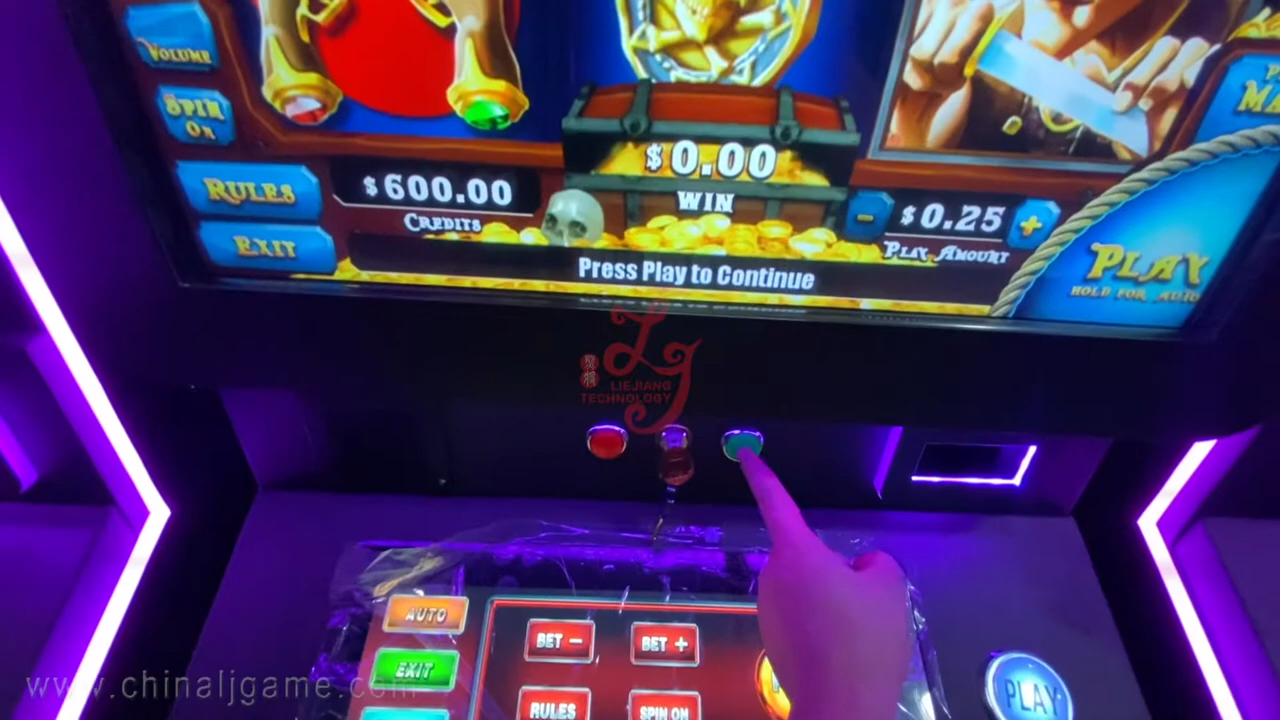 VOLUME
SPIN
ON
RULES
EXIT
$600.00
CREDITS
$0.00
WIN
-
$0.25
+
PLAY AMOUNT
PLAY
HOLD FOR AUTO
Press Play to Continue
LJ
LIEJIANG
TECHNOLOGY
AUTO
EXIT
BET -
BET +
RULES
SPIN ON
PLAY
www.chinaljgame.com